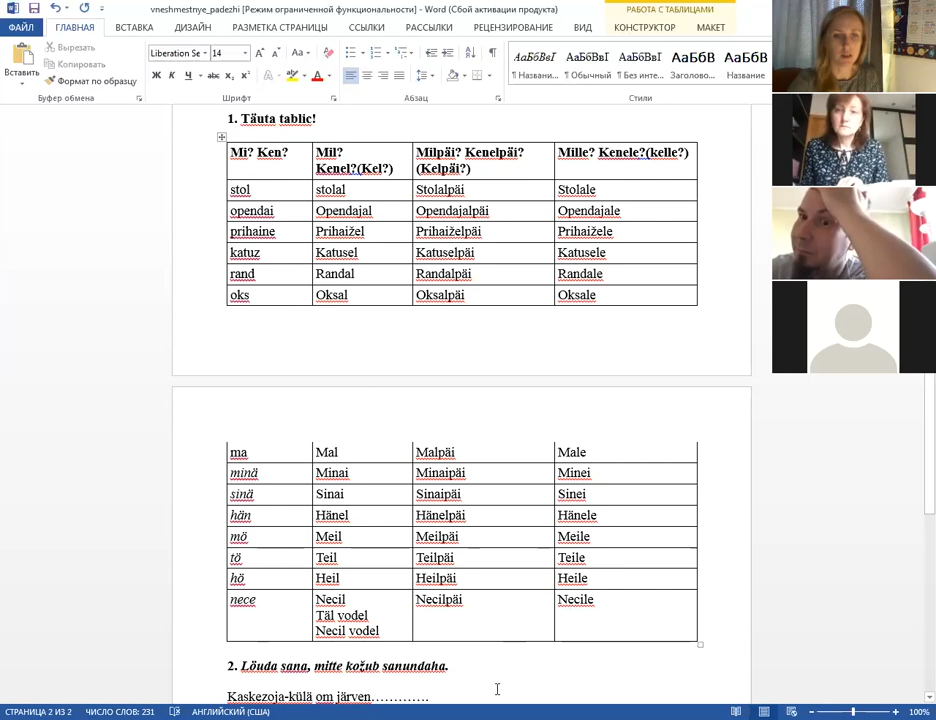 vneshmestnye_padezhi [Режим ограниченной функциональности] - Word (Сбой активации продукта)
РАБОТА С ТАБЛИЦАМИ
ФАЙЛ ГЛАВНАЯ ВСТАВКА ДИЗАЙН РАЗМЕТКА СТРАНИЦЫ ССЫЛКИ РАССЫЛКИ РЕЦЕНЗИРОВАНИЕ ВИД КОНСТРУКТОР МАКЕТ
Вставить
Вырезать
Копировать
Формат по образцу
Буфер обмена
Liberation Se 14
Ж К Ч abc x₂ x²
Шрифт
Абзац
АаБбВвГг АаБбВвГ АаБбВвГ АаБбВ АаБбВ
¶ Названи... ¶ Обычный ¶ Без инте... Заголово... Название
Стили
1. Täuta tablic!
Mi? Ken? Mil? Kenel?(Kel?) Milpäi? Kenelpäi? (Kelpäi?) Mille? Kenele?(kelle?)
stol stolal Stolalpäi Stolale
opendai Opendajal Opendajalpäi Opendajale
prihaine Prihaižel Prihaiželpäi Prihaižele
katuz Katusel Katuselpäi Katusele
rand Randal Randalpäi Randale
oks Oksal Oksalpäi Oksale
ma Mal Malpäi Male
minä Minai Minaipäi Minei
sinä Sinai Sinaipäi Sinei
hän Hänel Hänelpäi Hänele
mö Meil Meilpäi Meile
tö Teil Teilpäi Teile
hö Heil Heilpäi Heile
nece Necil Necilpäi Necile
Täl vodel
Necil vodel
2. Löuda sana, mitte kožub sanundaha.
Kaskezoja-külä om järven………….
СТРАНИЦА 2 ИЗ 2 ЧИСЛО СЛОВ: 231 АНГЛИЙСКИЙ (США) 100%